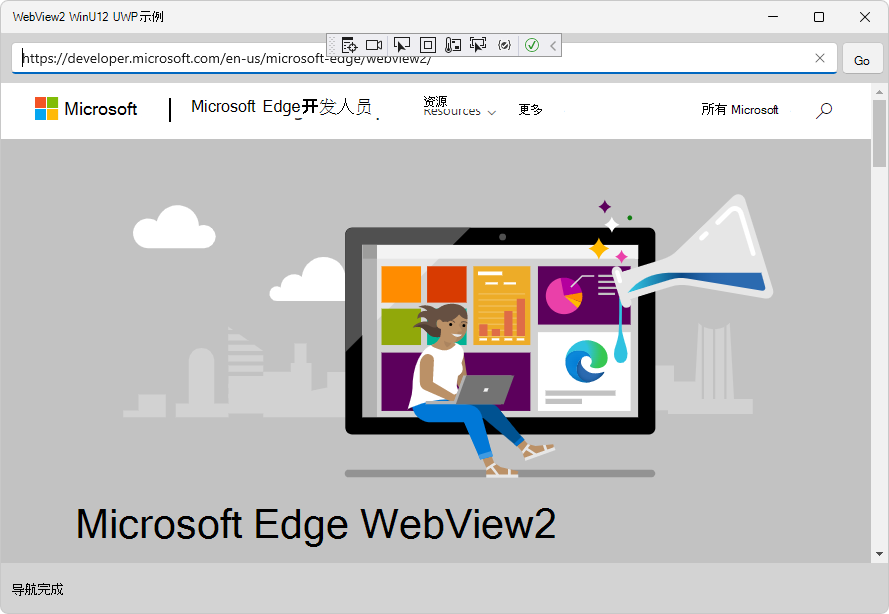 WebView2 WinU12 UWP示例
https://developer.microsoft.com/en-us/microsoft-edge/webview2/
Go
Microsoft
Microsoft Edge开发人员
资源
Resources
更多
所有 Microsoft
Microsoft Edge WebView2
导航完成